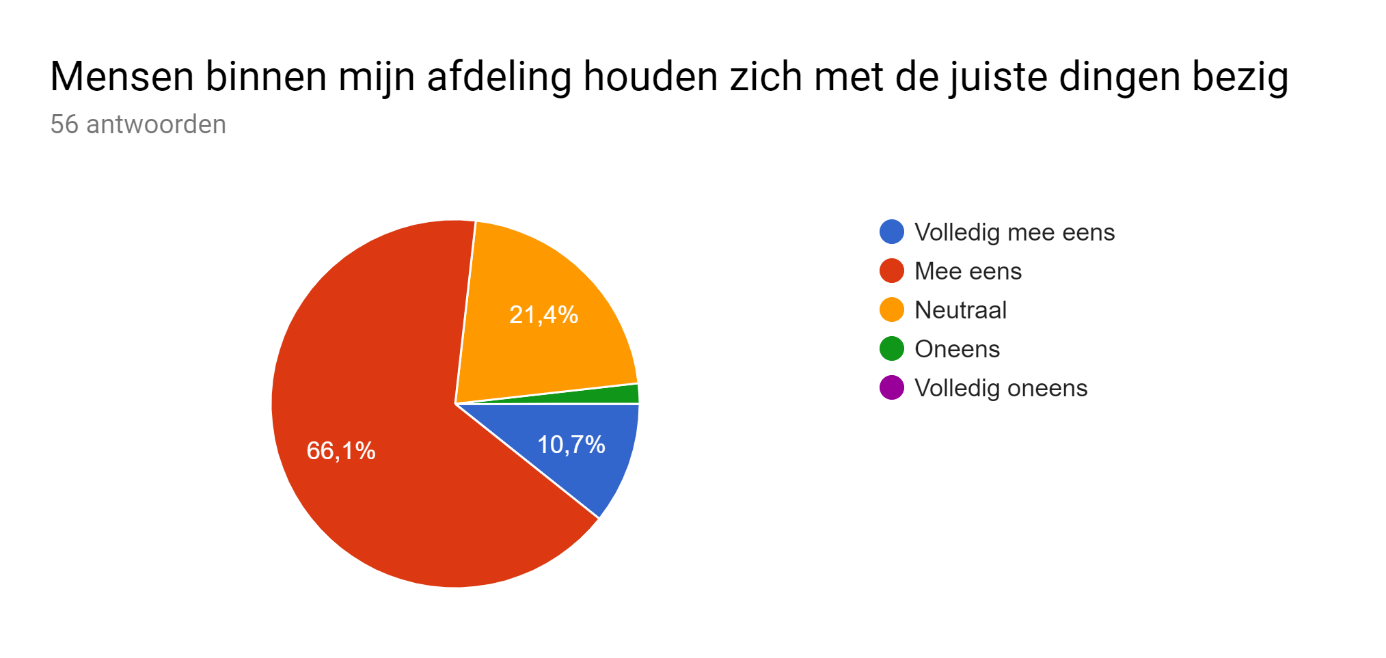 Mensen binnen mijn afdeling houden zich met de juiste dingen bezig
56 antwoorden
21,4%
10,7%
66,1%
Volledig mee eens
Mee eens
Neutraal
Oneens
Volledig oneens